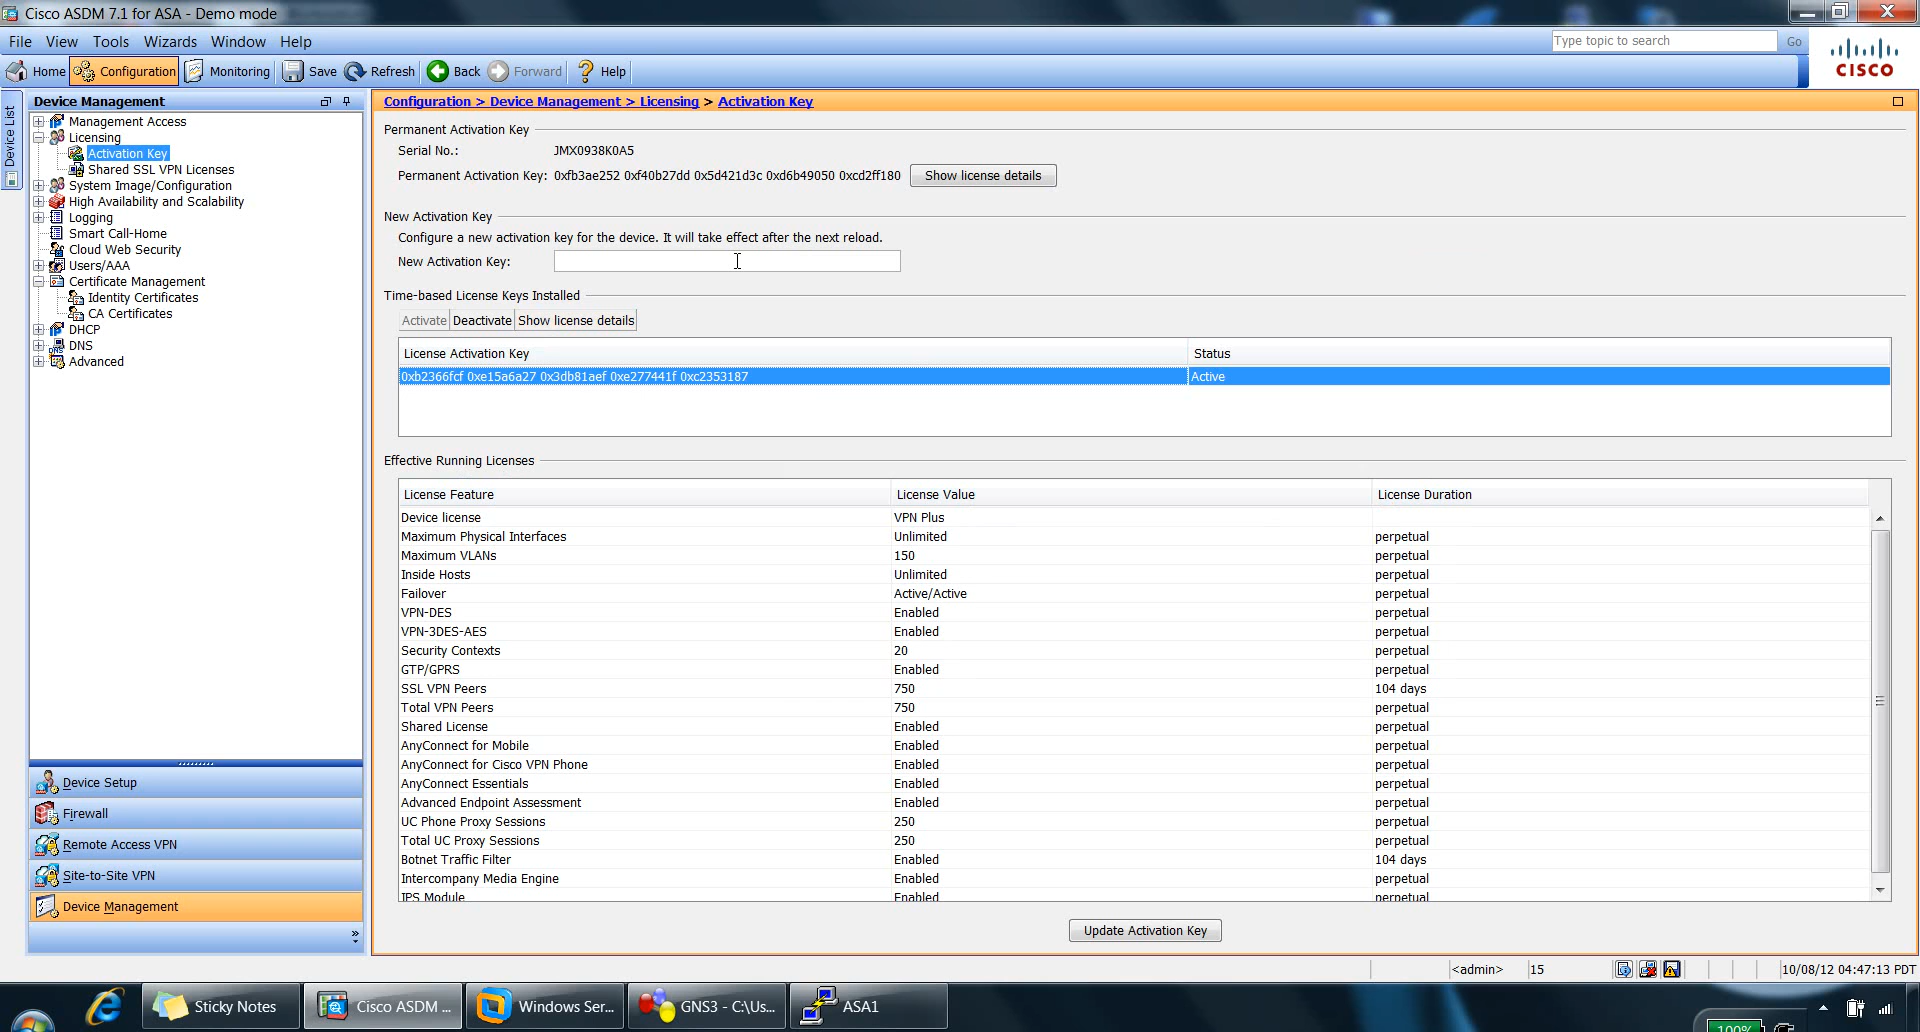 Cisco ASDM 7.1 for ASA - Demo mode
File View Tools Wizards Window Help
Type topic to search Go
Home Configuration Monitoring Save Refresh Back Forward Help
CISCO
Device List
Device Management
Management Access
Licensing
Activation Key
Shared SSL VPN Licenses
System Image/Configuration
High Availability and Scalability
Logging
Smart Call-Home
Cloud Web Security
Users/AAA
Certificate Management
Identity Certificates
CA Certificates
DHCP
DNS
Advanced
Device Setup
Firewall
Remote Access VPN
Site-to-Site VPN
Device Management
Configuration > Device Management > Licensing > Activation Key
Permanent Activation Key
Serial No.: JMX0938K0A5
Permanent Activation Key: 0xfb3ae252 0xf40b27dd 0x5d421d3c 0xd6b49050 0xcd2ff180 Show license details
New Activation Key
Configure a new activation key for the device. It will take effect after the next reload.
New Activation Key:
Time-based License Keys Installed
Activate Deactivate Show license details
License Activation Key Status
0xb2366fcf 0xe15a6a27 0x3db81aef 0xe277441f 0xc2353187 Active
Effective Running Licenses
License Feature License Value License Duration
Device license VPN Plus
Maximum Physical Interfaces Unlimited perpetual
Maximum VLANs 150 perpetual
Inside Hosts Unlimited perpetual
Failover Active/Active perpetual
VPN-DES Enabled perpetual
VPN-3DES-AES Enabled perpetual
Security Contexts 20 perpetual
GTP/GPRS Enabled perpetual
SSL VPN Peers 750 104 days
Total VPN Peers 750 perpetual
Shared License Enabled perpetual
AnyConnect for Mobile Enabled perpetual
AnyConnect for Cisco VPN Phone Enabled perpetual
AnyConnect Essentials Enabled perpetual
Advanced Endpoint Assessment Enabled perpetual
UC Phone Proxy Sessions 250 perpetual
Total UC Proxy Sessions 250 perpetual
Botnet Traffic Filter Enabled 104 days
Intercompany Media Engine Enabled perpetual
IPS Module Enabled perpetual
Update Activation Key
<admin> 15 10/08/12 04:47:13 PDT
Sticky Notes Cisco ASDM ... Windows Ser... GNS3 - C:\Us... ASA1
100%